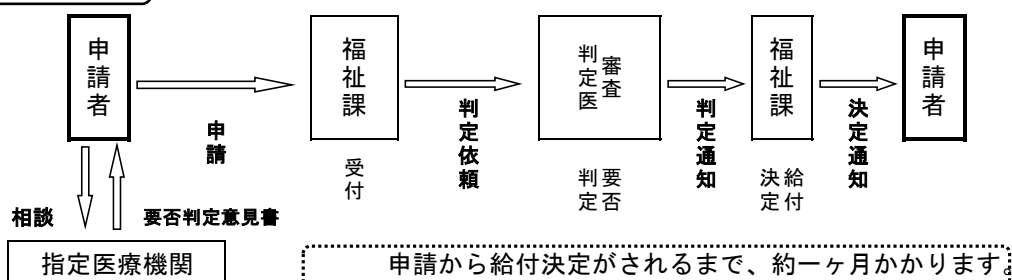 申請者
福祉課
審査
判定医
福祉課
申請者
申請
判定依頼
判定通知
決定通知
受付
要否
判定
給付
決定
相談
要否判定意見書
指定医療機関
申請から給付決定がされるまで、約一ヶ月かかります。